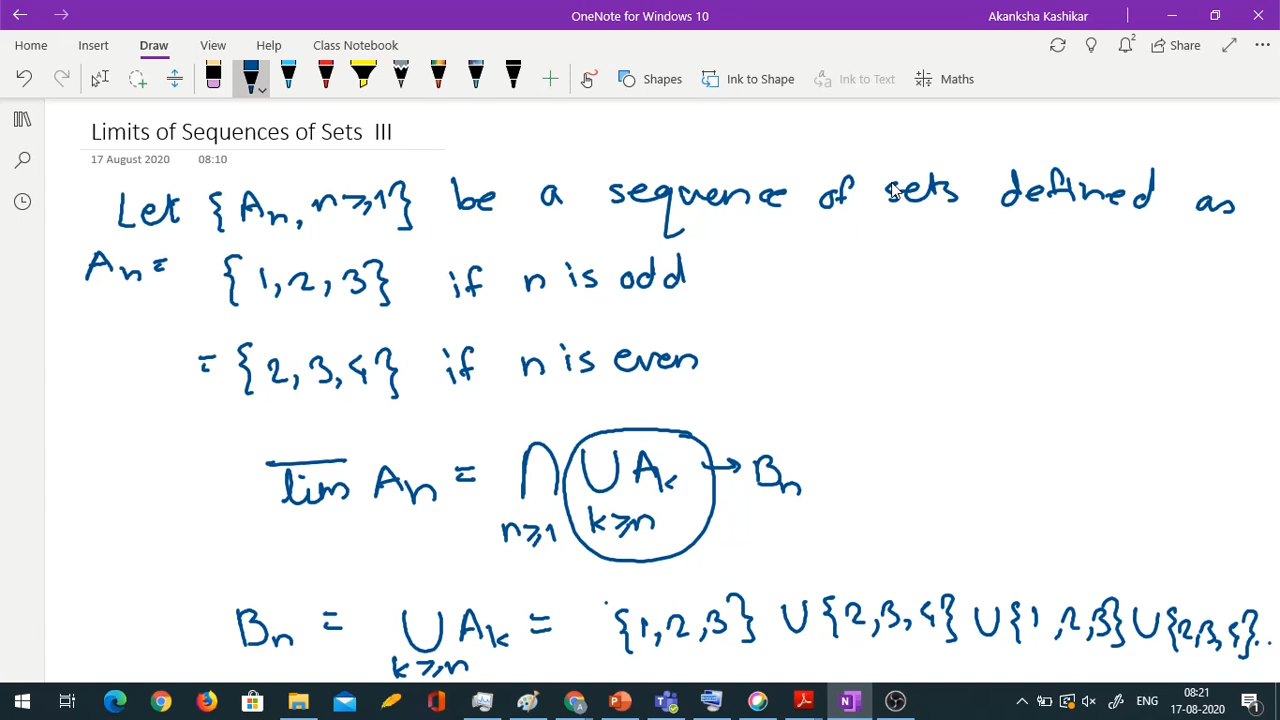 OneNote for Windows 10
Akanksha Kashikar
Home Insert Draw View Help Class Notebook Share
Shapes Ink to Shape Ink to Text Maths
Limits of Sequences of Sets III
17 August 2020 08:10
Let {Aₙ, n≥1} be a sequence of sets defined as
Aₙ = {1,2,3} if n is odd
= {2,3,4} if n is even
l̅i̅m̅ Aₙ = ⋂ ⋃ Aₖ → Bₙ
n≥1 k≥n
Bₙ = ⋃ Aₖ = {1,2,3} ∪ {2,3,4} ∪ {1,2,3} ∪ {2,3,4}...
k≥n
ENG 08:21
17-08-2020